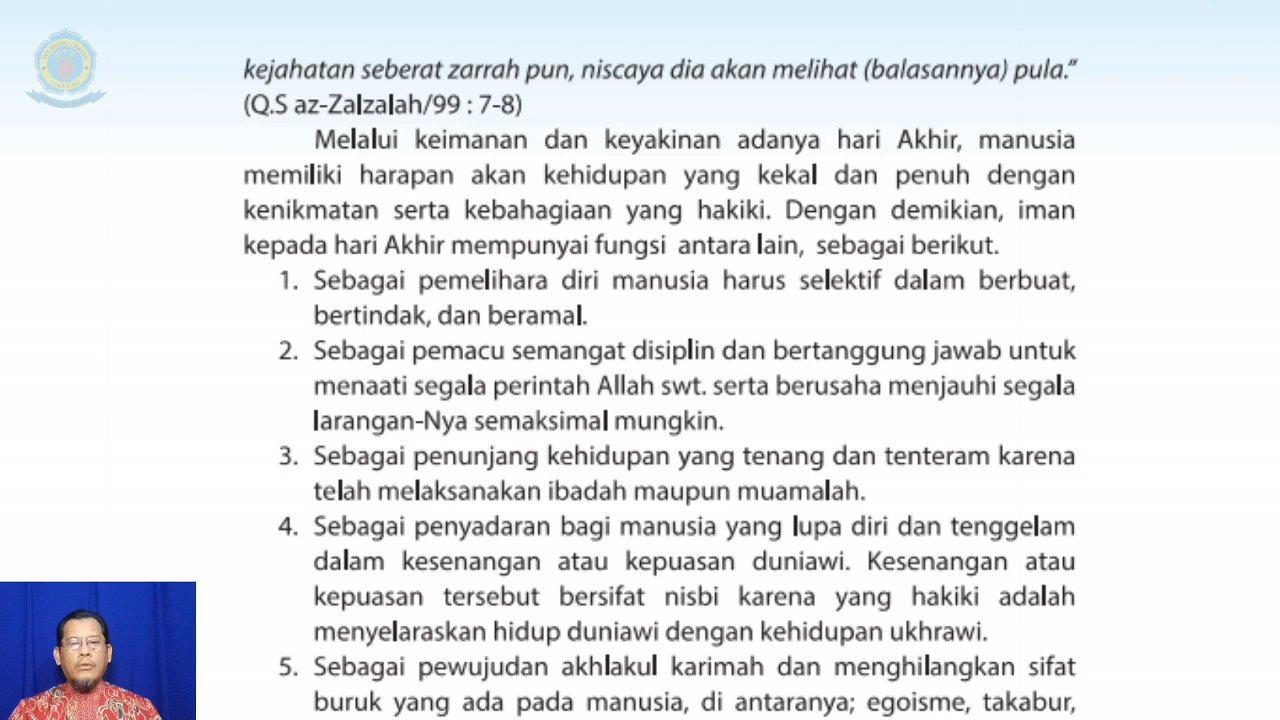 kejahatan seberat zarrah pun, niscaya dia akan melihat (balasannya) pula.”
(Q.S az-Zalzalah/99 : 7-8)
Melalui keimanan dan keyakinan adanya hari Akhir, manusia
memiliki harapan akan kehidupan yang kekal dan penuh dengan
kenikmatan serta kebahagiaan yang hakiki. Dengan demikian, iman
kepada hari Akhir mempunyai fungsi antara lain, sebagai berikut.
1. Sebagai pemelihara diri manusia harus selektif dalam berbuat,
bertindak, dan beramal.
2. Sebagai pemacu semangat disiplin dan bertanggung jawab untuk
menaati segala perintah Allah swt. serta berusaha menjauhi segala
larangan-Nya semaksimal mungkin.
3. Sebagai penunjang kehidupan yang tenang dan tenteram karena
telah melaksanakan ibadah maupun muamalah.
4. Sebagai penyadaran bagi manusia yang lupa diri dan tenggelam
dalam kesenangan atau kepuasan duniawi. Kesenangan atau
kepuasan tersebut bersifat nisbi karena yang hakiki adalah
menyelaraskan hidup duniawi dengan kehidupan ukhrawi.
5. Sebagai pewujudan akhlakul karimah dan menghilangkan sifat
buruk yang ada pada manusia, di antaranya; egoisme, takabur,